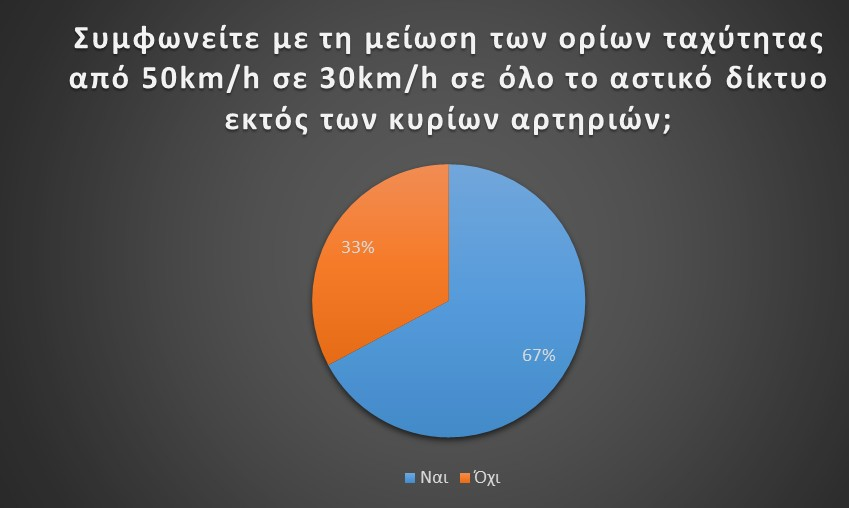 Συμφωνείτε με τη μείωση των ορίων ταχύτητας
από 50km/h σε 30km/h σε όλο το αστικό δίκτυο
εκτός των κυρίων αρτηριών;
33%
67%
Ναι Όχι